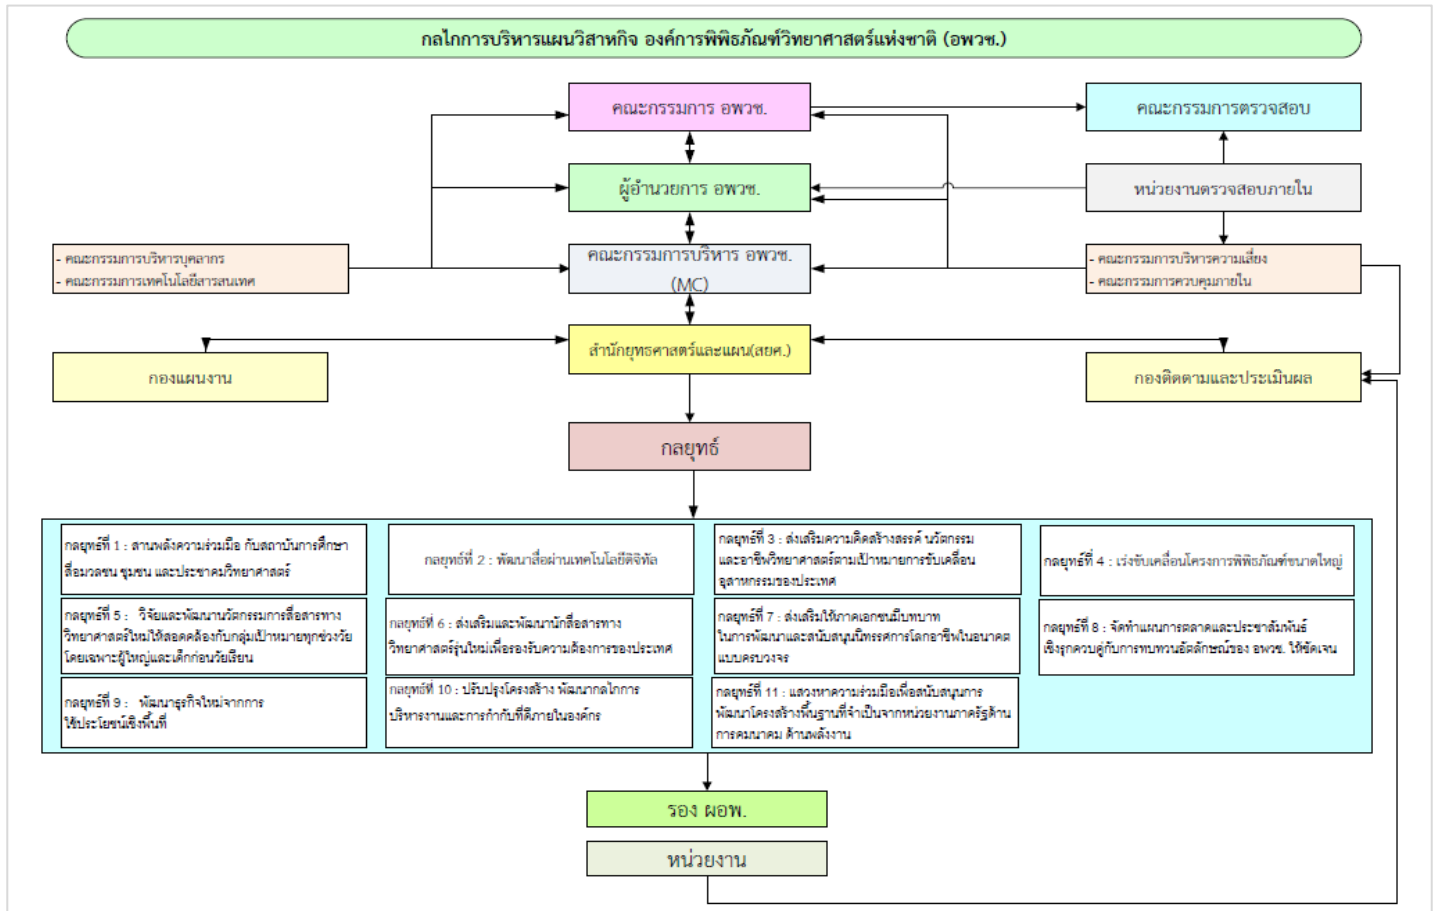 กลไกการบริหารแผนวิสาหกิจ องค์การพิพิธภัณฑ์วิทยาศาสตร์แห่งชาติ (อพวช.)
คณะกรรมการ อพวช.
คณะกรรมการตรวจสอบ
ผู้อำนวยการ อพวช.
หน่วยงานตรวจสอบภายใน
- คณะกรรมการบริหารบุคลากร
- คณะกรรมการเทคโนโลยีสารสนเทศ
คณะกรรมการบริหาร อพวช.
(MC)
- คณะกรรมการบริหารความเสี่ยง
- คณะกรรมการควบคุมภายใน
สำนักยุทธศาสตร์และแผน(สยศ.)
กองแผนงาน
กองติดตามและประเมินผล
กลยุทธ์
กลยุทธ์ที่ 1 : สานพลังความร่วมมือ กับสถาบันการศึกษา
สื่อมวลชน ชุมชน และประชาคมวิทยาศาสตร์
กลยุทธ์ที่ 2 : พัฒนาสื่อผ่านเทคโนโลยีดิจิทัล
กลยุทธ์ที่ 3 : ส่งเสริมความคิดสร้างสรรค์ นวัตกรรม
และอาชีพวิทยาศาสตร์ตามเป้าหมายการขับเคลื่อน
อุสาหกรรมของประเทศ
กลยุทธ์ที่ 4 : เร่งขับเคลื่อนโครงการพิพิธภัณฑ์ขนาดใหญ่
กลยุทธ์ที่ 5 : วิจัยและพัฒนานวัตกรรมการสื่อสารทาง
วิทยาศาสตร์ใหม่ให้สอดคล้องกับกลุ่มเป้าหมายทุกช่วงวัย
โดยเฉพาะผู้ใหญ่และเด็กก่อนวัยเรียน
กลยุทธ์ที่ 6 : ส่งเสริมและพัฒนานักสื่อสารทาง
วิทยาศาสตร์รุ่นใหม่เพื่อรองรับความต้องการของประเทศ
กลยุทธ์ที่ 7 : ส่งเสริมให้ภาคเอกชนมีบทบาท
ในการพัฒนาและสนับสนุนนิทรรศการโลกอาชีพในอนาคต
แบบครบวงจร
กลยุทธ์ที่ 8 : จัดทำแผนการตลาดและประชาสัมพันธ์
เชิงรุกควบคู่กับการทบทวนอัตลักษณ์ของ อพวช. ให้ชัดเจน
กลยุทธ์ที่ 9 : พัฒนาธุรกิจใหม่จากการ
ใช้ประโยชน์เชิงพื้นที่
กลยุทธ์ที่ 10 : ปรับปรุงโครงสร้าง พัฒนากลไกการ
บริหารงานและการกำกับที่ดีภายในองค์กร
กลยุทธ์ที่ 11 : แสวงหาความร่วมมือเพื่อสนับสนุนการ
พัฒนาโครงสร้างพื้นฐานที่จำเป็นจากหน่วยงานภาครัฐด้าน
การคมนาคม ด้านพลังงาน
รอง ผอพ.
หน่วยงาน